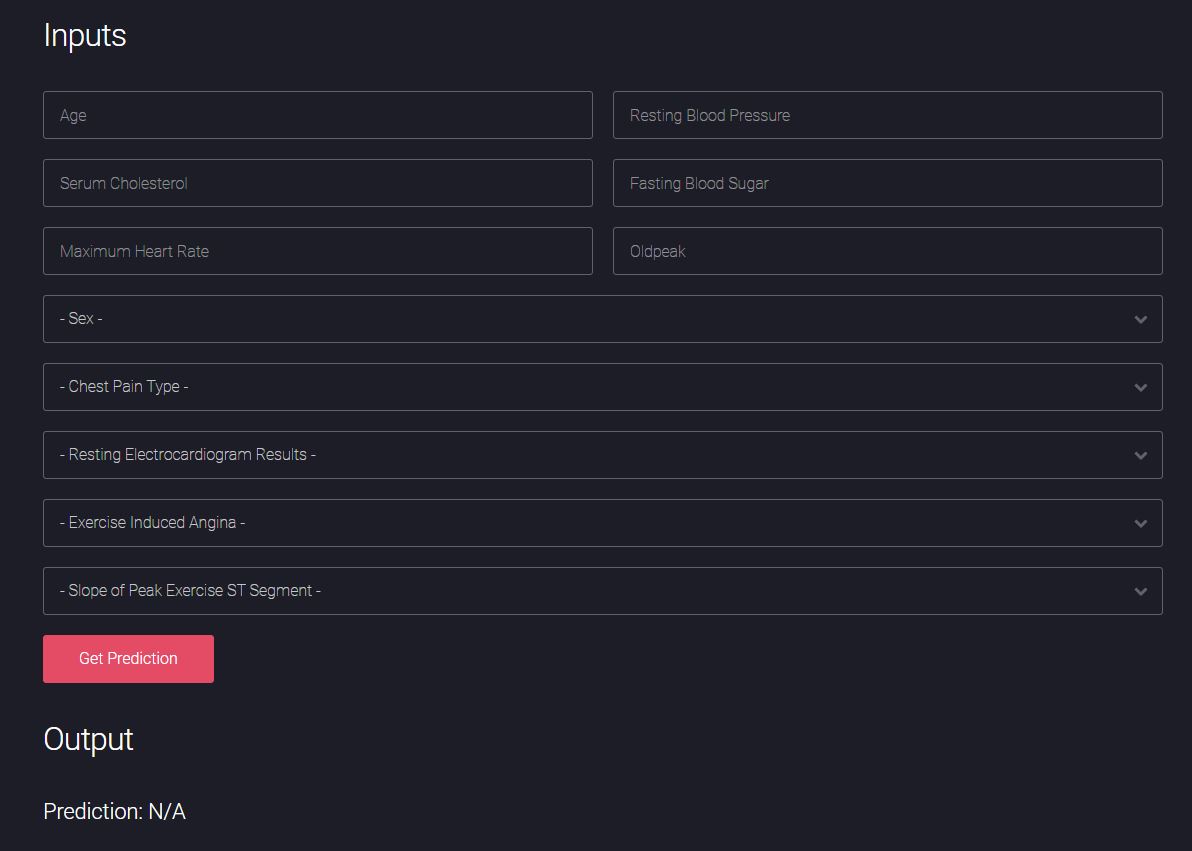 Inputs
Age
Resting Blood Pressure
Serum Cholesterol
Fasting Blood Sugar
Maximum Heart Rate
Oldpeak
- Sex -
- Chest Pain Type -
- Resting Electrocardiogram Results -
- Exercise Induced Angina -
- Slope of Peak Exercise ST Segment -
Get Prediction
Output
Prediction: N/A